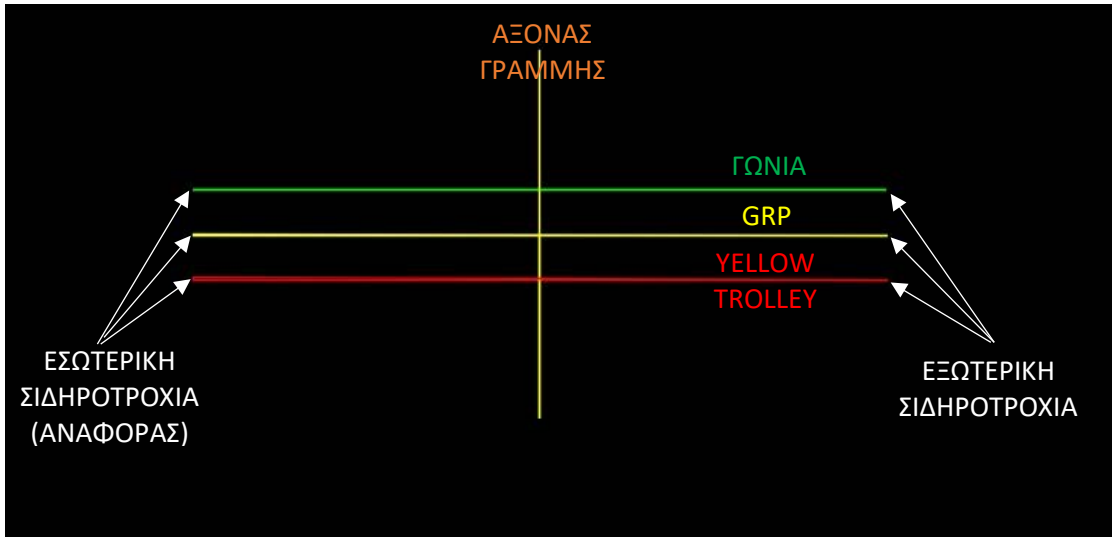 ΑΞΟΝΑΣ
ΓΡΑΜΜΗΣ
ΓΩΝΙΑ
GRP
YELLOW
TROLLEY
ΕΣΩΤΕΡΙΚΗ
ΣΙΔΗΡΟΤΡΟΧΙΑ
(ΑΝΑΦΟΡΑΣ)
ΕΞΩΤΕΡΙΚΗ
ΣΙΔΗΡΟΤΡΟΧΙΑ